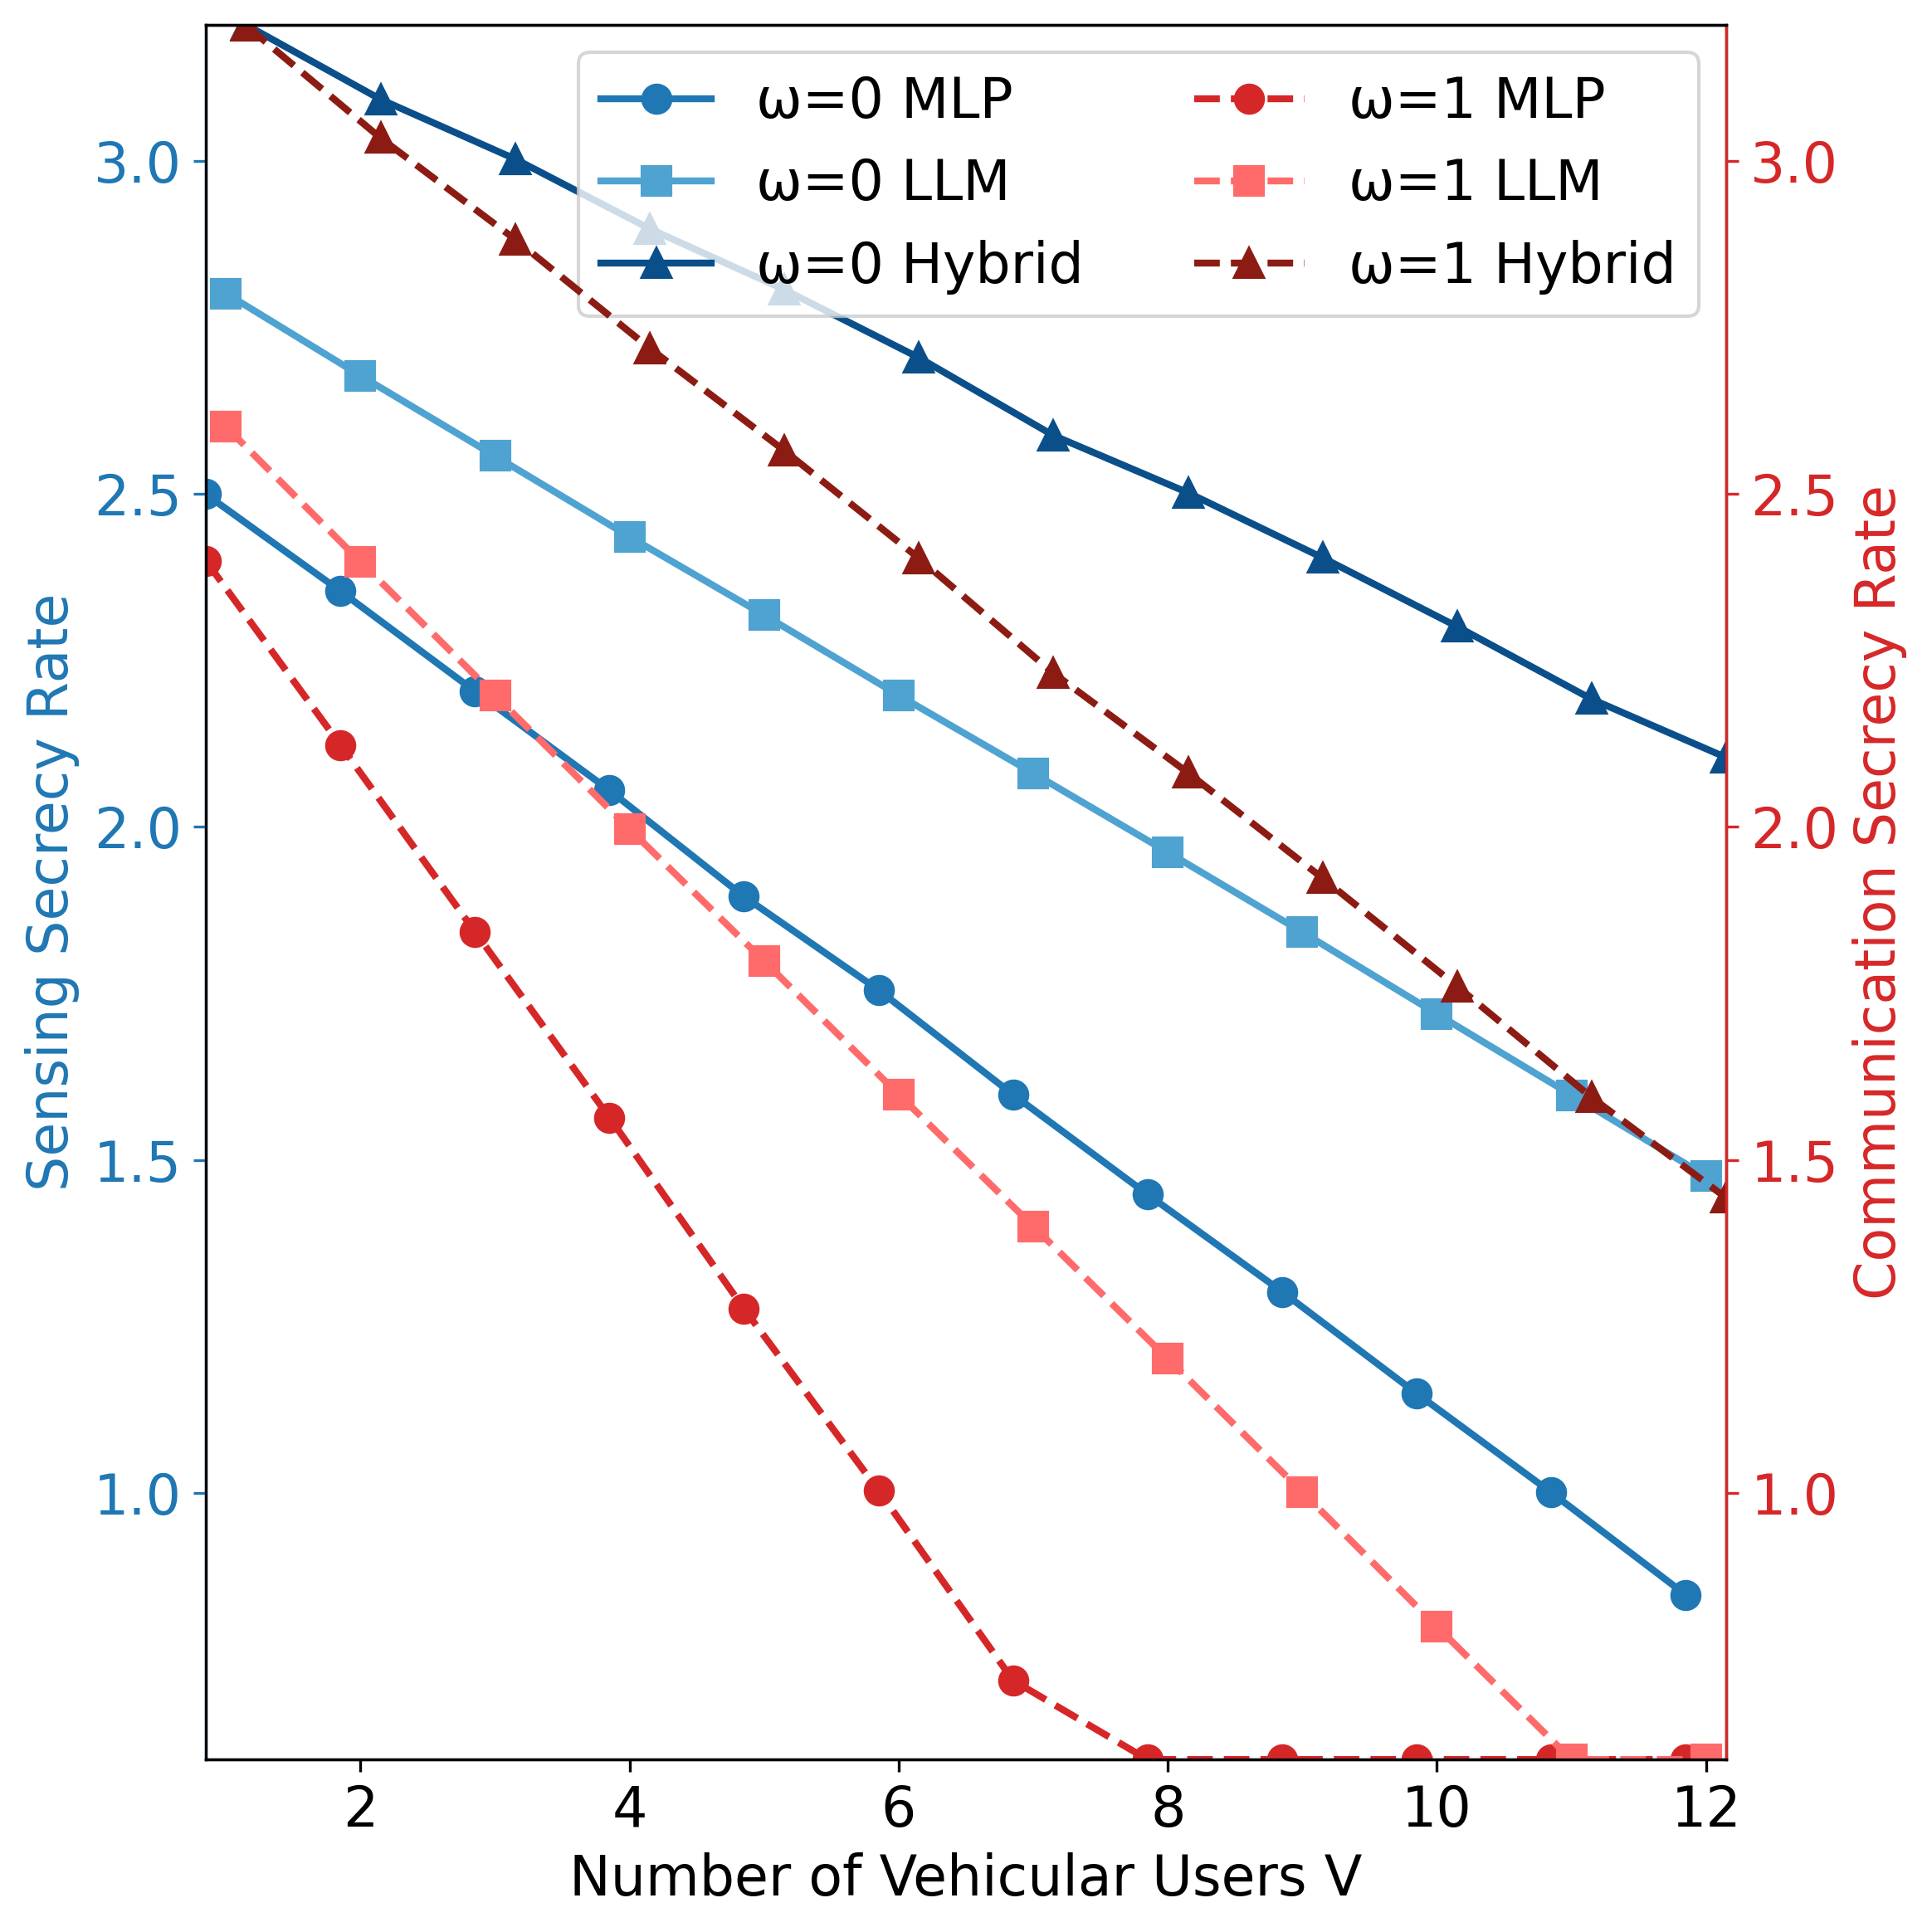 ω=0 MLP
ω=0 LLM
ω=0 Hybrid
ω=1 MLP
ω=1 LLM
ω=1 Hybrid
Sensing Secrecy Rate
3.0
2.5
2.0
1.5
1.0
Communication Secrecy Rate
3.0
2.5
2.0
1.5
1.0
2 4 6 8 10 12
Number of Vehicular Users V